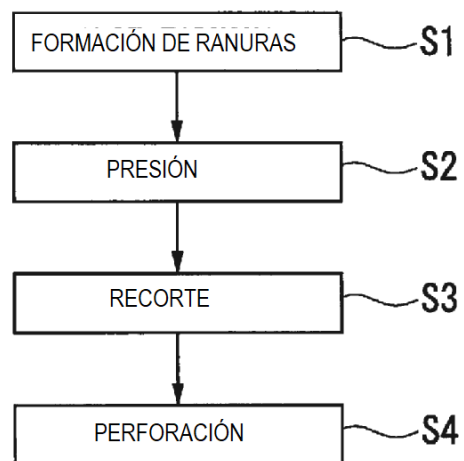 FORMACIÓN DE RANURAS S1
PRESIÓN S2
RECORTE S3
PERFORACIÓN S4